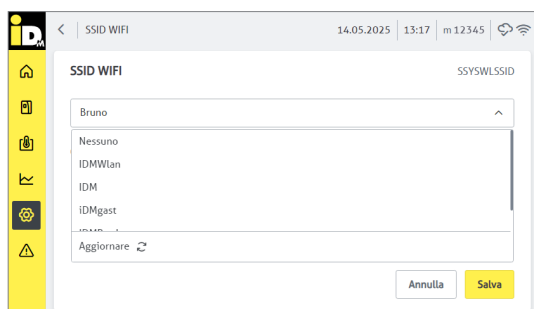 iDM
SSID WIFI 14.05.2025 13:17 m 12345
SSID WIFI SSYSWLSSID
Bruno
Nessuno
IDMWlan
IDM
iDMgast
Aggiornare
Annulla Salva